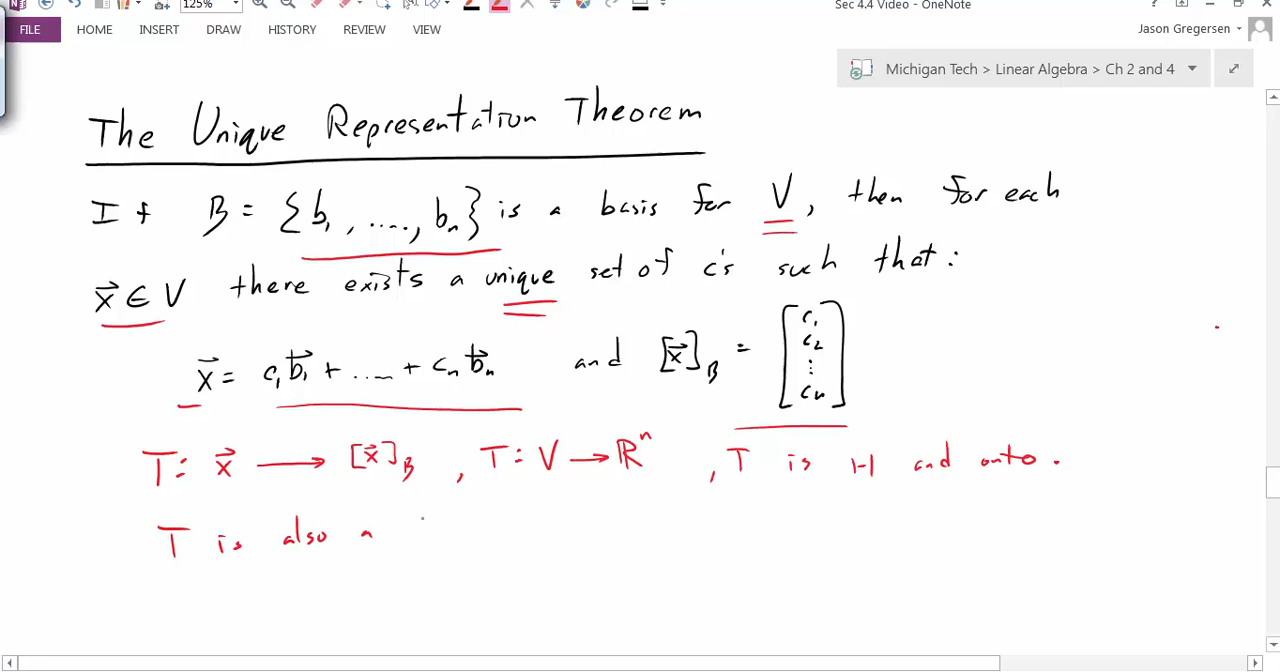 125%
Sec 4.4 Video - OneNote
FILE HOME INSERT DRAW HISTORY REVIEW VIEW
Jason Gregersen
Michigan Tech > Linear Algebra > Ch 2 and 4
The Unique Representation Theorem
If B = {b₁, ...., bₙ} is a basis for V, then for each
x⃗ ∈ V there exists a unique set of c's such that:
x⃗ = c₁b⃗₁ + ..... + cₙb⃗ₙ and [x⃗]_B = [c₁ c₂ ⋮ cₙ]
T: x⃗ → [x⃗]_B, T: V → ℝⁿ, T is 1-1 and onto.
T is also a